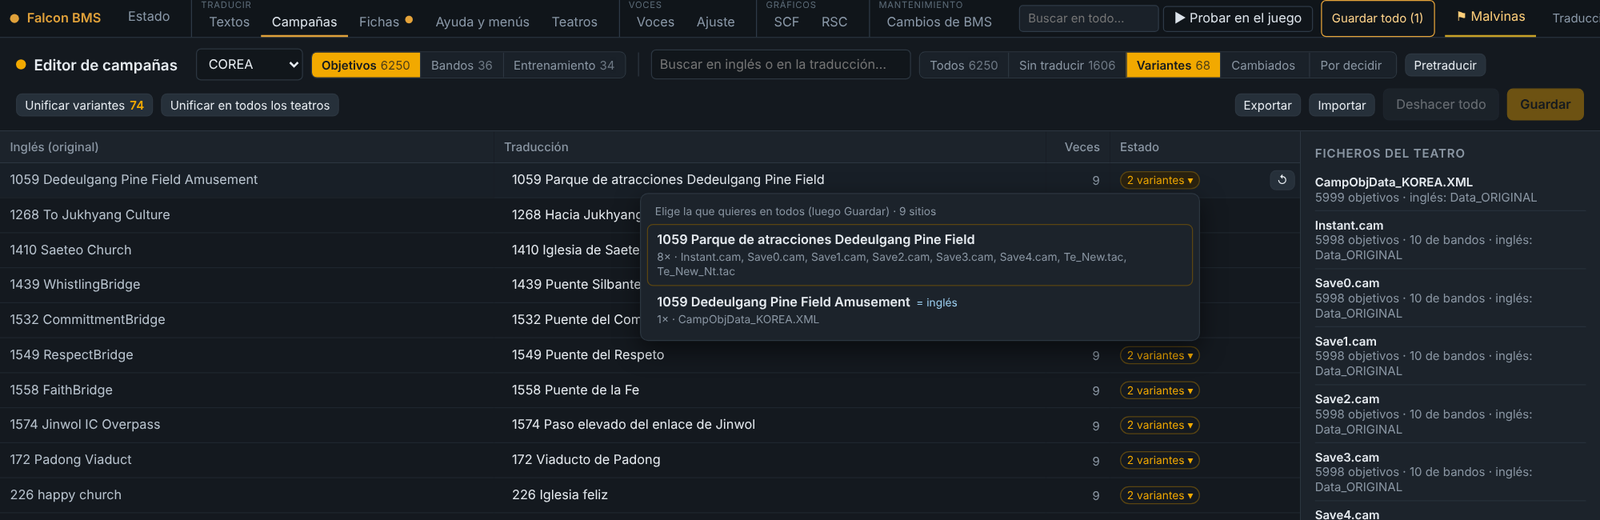 Falcon BMS
Estado
TRADUCIR
Textos
Campañas
Fichas
Ayuda y menús
Teatros
VOCES
Voces
Ajuste
GRÁFICOS
SCF
RSC
MANTENIMIENTO
Cambios de BMS
Buscar en todo...
▶ Probar en el juego
Guardar todo (1)
⚑ Malvinas
Editor de campañas
COREA
Objetivos 6250
Bandos 36
Entrenamiento 34
Buscar en inglés o en la traducción...
Todos 6250
Sin traducir 1606
Variantes 68
Cambiados
Por decidir
Pretraducir
Unificar variantes 74
Unificar en todos los teatros
Exportar
Importar
Deshacer todo
Guardar
Inglés (original)
Traducción
Veces
Estado
1059 Dedeulgang Pine Field Amusement
1059 Parque de atracciones Dedeulgang Pine Field
9
2 variantes ▾
1268 To Jukhyang Culture
1268 Hacia Jukhyang
1410 Saeteo Church
1410 Iglesia de Saete
1439 WhistlingBridge
1439 Puente Silbante
1532 CommittmentBridge
1532 Puente del Com
Elige la que quieres en todos (luego Guardar) · 9 sitios
1059 Parque de atracciones Dedeulgang Pine Field
8× · Instant.cam, Save0.cam, Save1.cam, Save2.cam, Save3.cam, Save4.cam, Te_New.tac,
Te_New_Nt.tac
1059 Dedeulgang Pine Field Amusement = inglés
1× · CampObjData_KOREA.XML
1549 RespectBridge
1549 Puente del Respeto
9
2 variantes ▾
1558 FaithBridge
1558 Puente de la Fe
9
2 variantes ▾
1574 Jinwol IC Overpass
1574 Paso elevado del enlace de Jinwol
9
2 variantes ▾
172 Padong Viaduct
172 Viaducto de Padong
9
2 variantes ▾
226 happy church
226 Iglesia feliz
9
2 variantes ▾
FICHEROS DEL TEATRO
CampObjData_KOREA.XML
5999 objetivos · inglés: Data_ORIGINAL
Instant.cam
5998 objetivos · 10 de bandos · inglés:
Data_ORIGINAL
Save0.cam
5998 objetivos · 10 de bandos · inglés:
Data_ORIGINAL
Save1.cam
5998 objetivos · 10 de bandos · inglés:
Data_ORIGINAL
Save2.cam
5998 objetivos · 10 de bandos · inglés:
Data_ORIGINAL
Save3.cam
5998 objetivos · 10 de bandos · inglés:
Data_ORIGINAL
Save4.cam